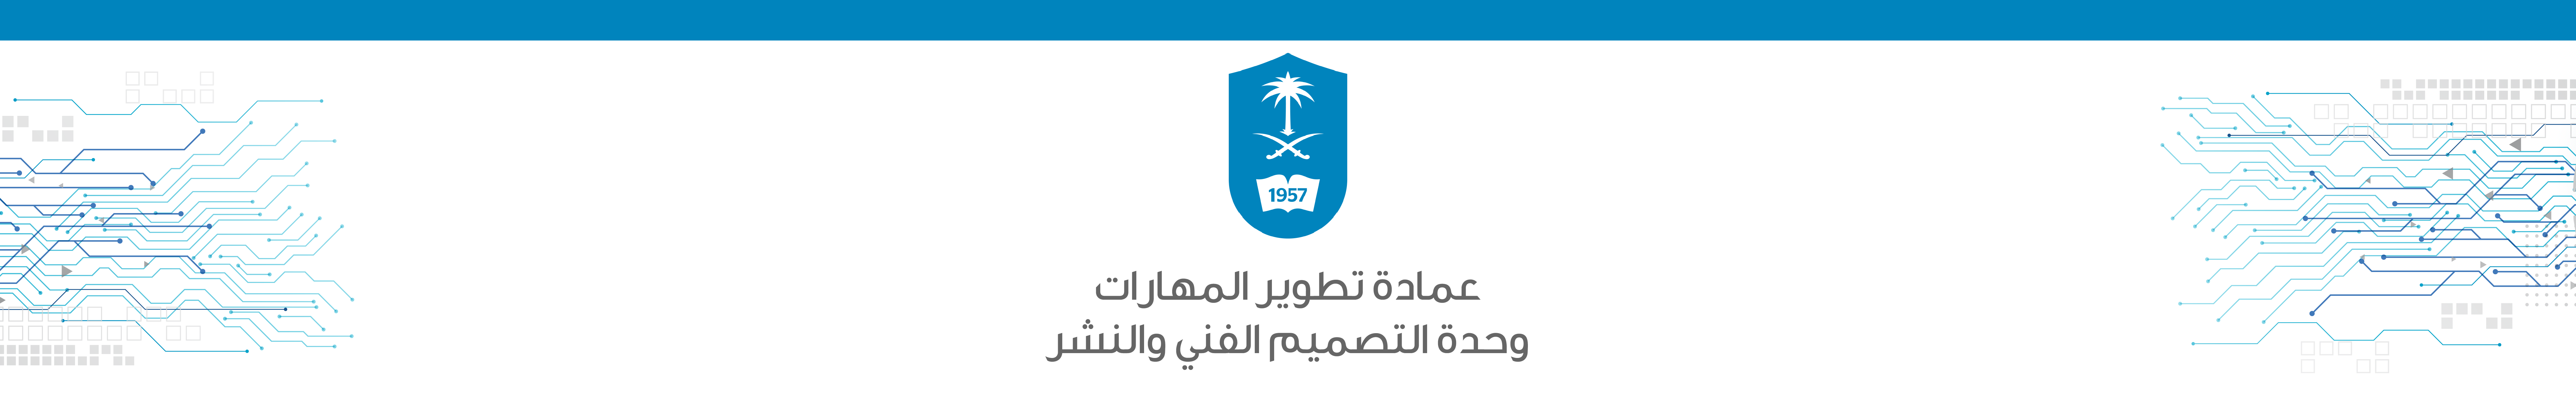 1957
عمادة تطوير المهارات
وحدة التصميم الفني والنشر